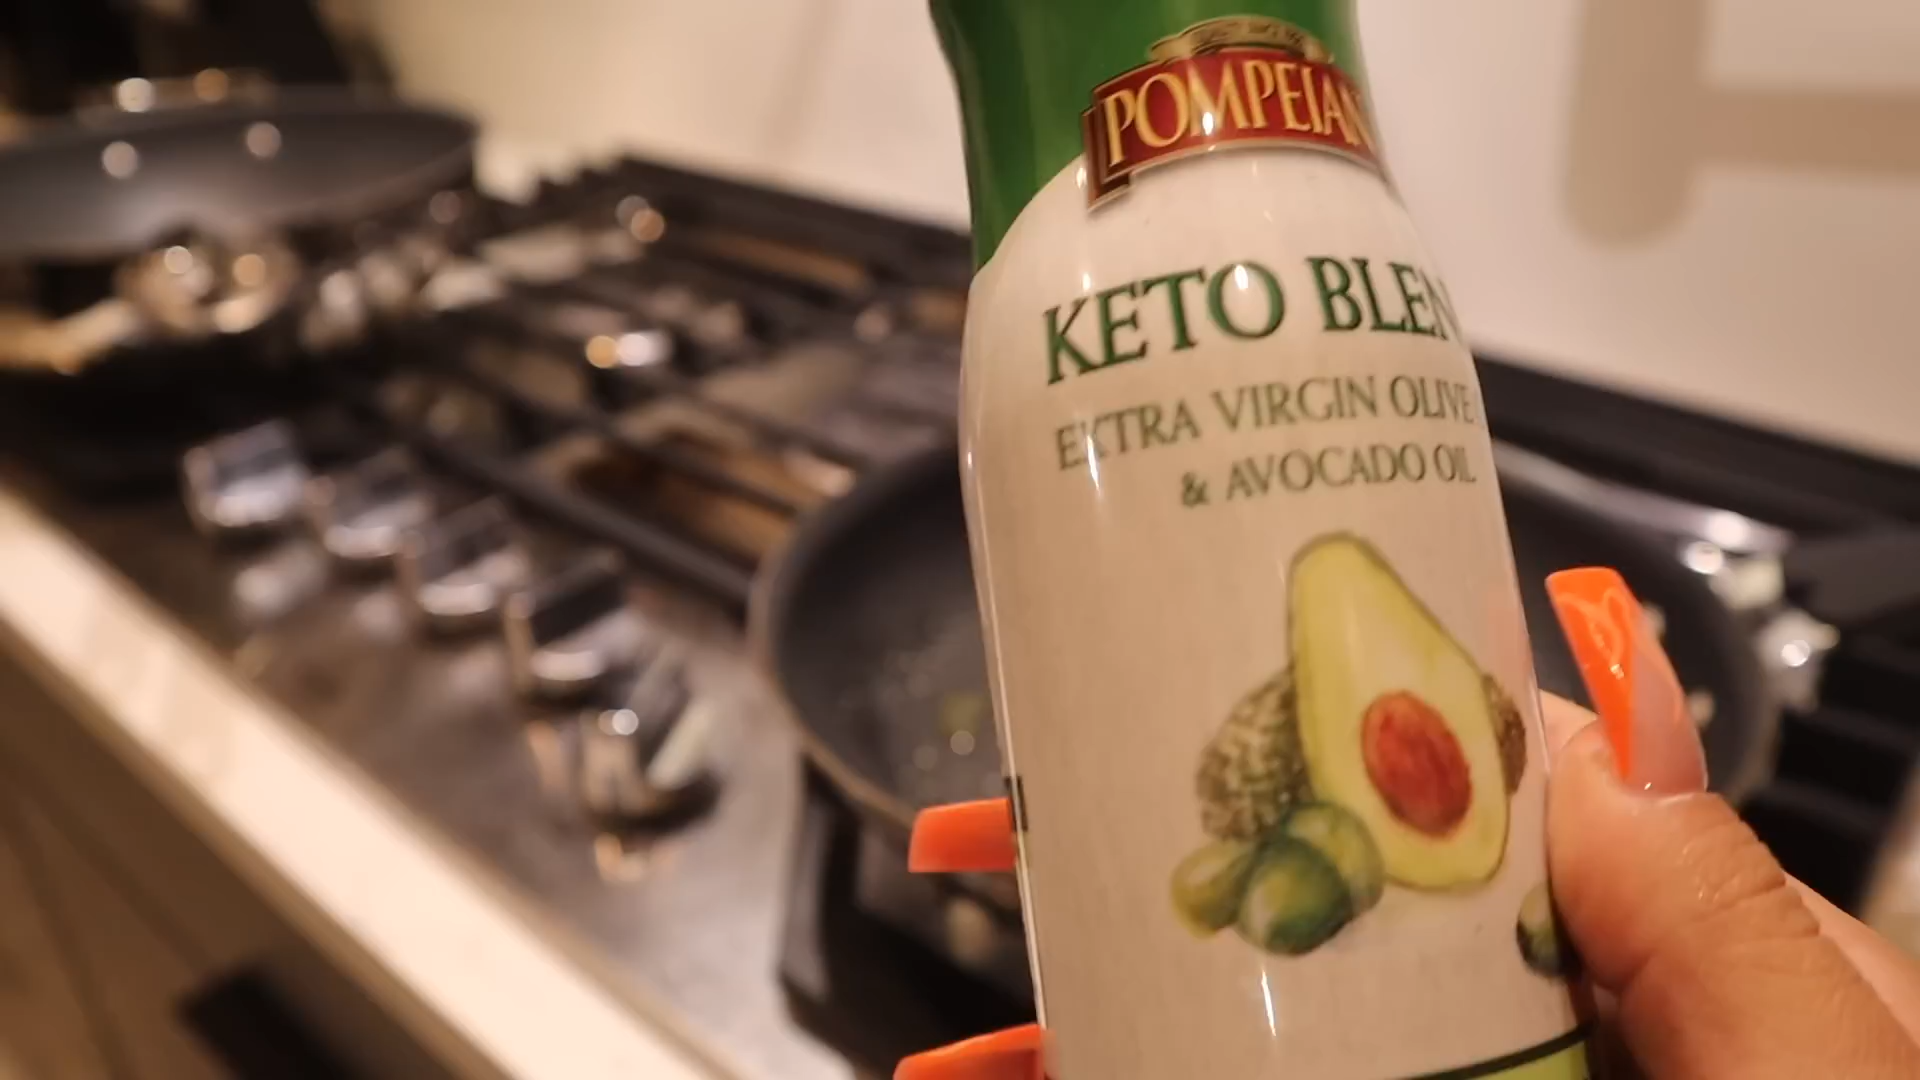 POMPEIAN
KETO BLEN
EXTRA VIRGIN OLIVE
& AVOCADO OIL